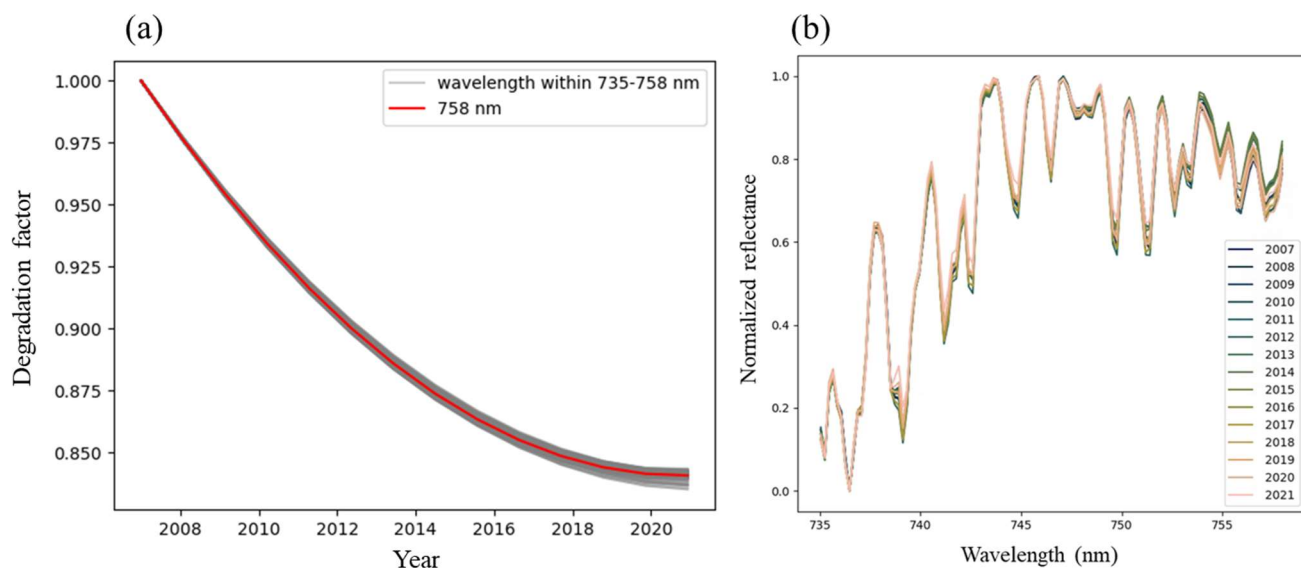 (a)
1.000
0.975
0.950
0.925
0.900
0.875
0.850
Degradation factor
wavelength within 735-758 nm
758 nm
2008 2010 2012 2014 2016 2018 2020
Year
(b)
1.0
0.8
0.6
0.4
0.2
0.0
Normalized reflectance
2007
2008
2009
2010
2011
2012
2013
2014
2015
2016
2017
2018
2019
2020
2021
735 740 745 750 755
Wavelength (nm)